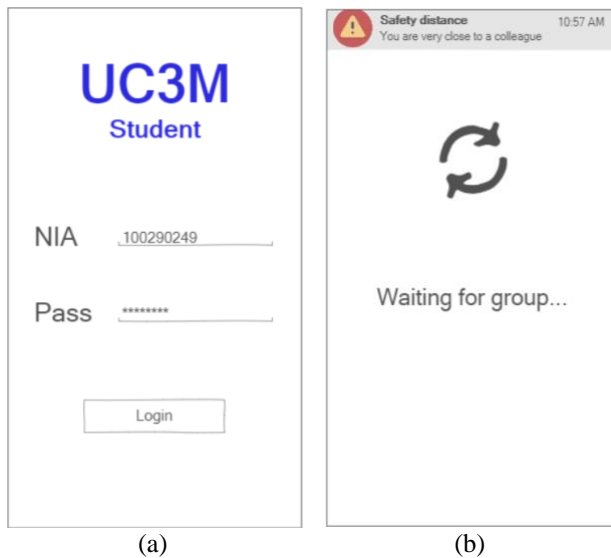 UC3M
Student
NIA 100290249
Pass ********
Login
(a)
Safety distance 10:57 AM
You are very close to a colleague
Waiting for group...
(b)